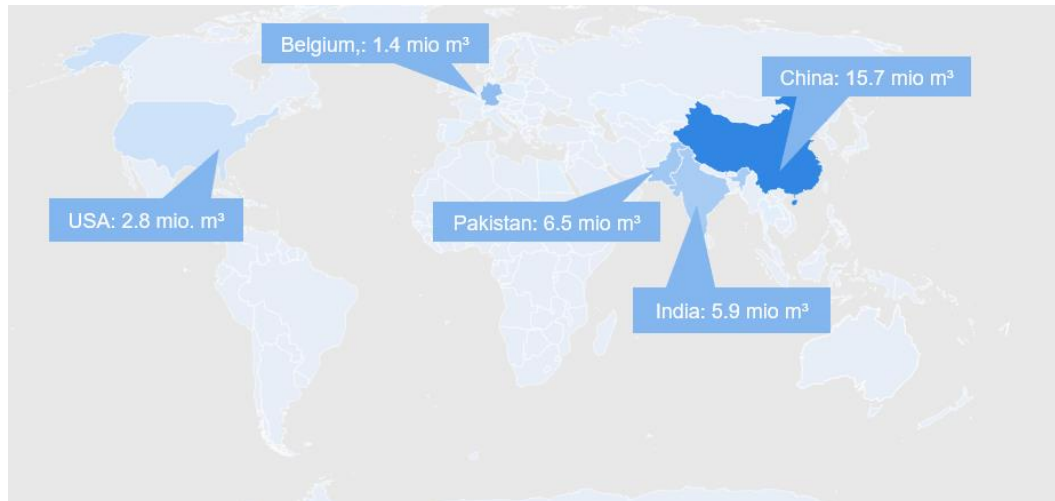 Belgium,: 1.4 mio m³
China: 15.7 mio m³
USA: 2.8 mio. m³
Pakistan: 6.5 mio m³
India: 5.9 mio m³